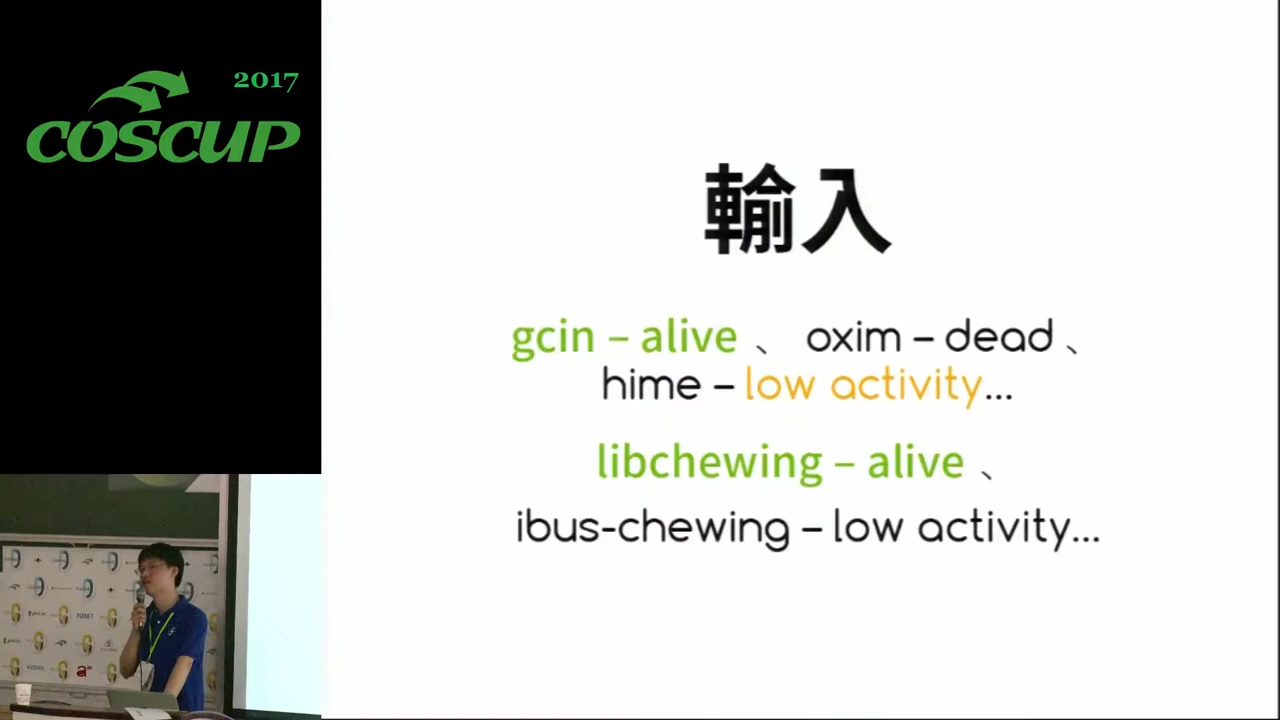 2017
COSCUP
輸入
gcin – alive 、 oxim – dead 、
hime – low activity...
libchewing – alive 、
ibus-chewing – low activity...